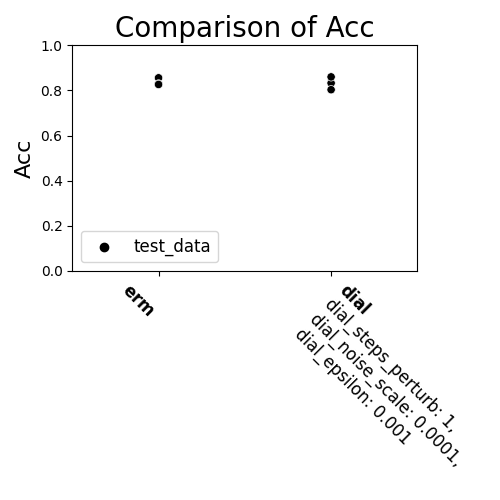 Comparison of Acc
Acc
1.0
0.8
0.6
0.4
0.2
0.0
test_data
erm
dial
dial_steps_perturb: 1,
dial_noise_scale: 0.0001,
dial_epsilon: 0.001